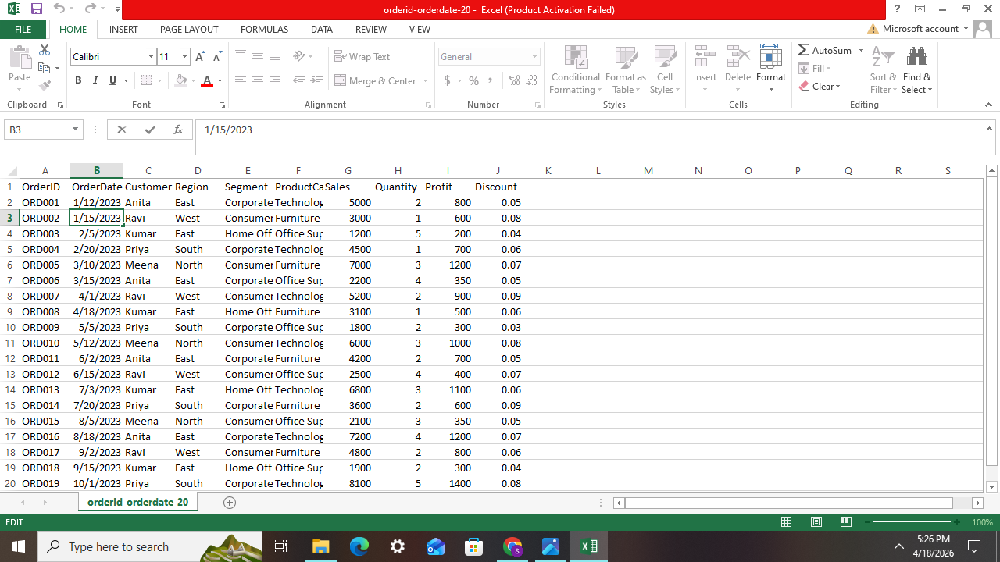 orderid-orderdate-20 - Excel (Product Activation Failed)
FILE HOME INSERT PAGE LAYOUT FORMULAS DATA REVIEW VIEW Microsoft account
Paste Calibri 11 Wrap Text General Conditional Formatting Format as Table Cell Styles Insert Delete Format AutoSum Sort & Filter Find & Select
B I U A Merge & Center $ % , Fill
Clear
Clipboard Font Alignment Number Styles Cells Editing
B3 fx 1/15/2023
A B C D E F G H I J K L M N O P Q R S
1 OrderID OrderDate Customer Region Segment ProductCa Sales Quantity Profit Discount
2 ORD001 1/12/2023 Anita East Corporate Technolog 5000 2 800 0.05
3 ORD002 1/15/2023 Ravi West Consumer Furniture 3000 1 600 0.08
4 ORD003 2/5/2023 Kumar East Home Off Office Sup 1200 5 200 0.04
5 ORD004 2/20/2023 Priya South Corporate Technolog 4500 1 700 0.06
6 ORD005 3/10/2023 Meena North Consumer Furniture 7000 3 1200 0.07
7 ORD006 3/15/2023 Anita East Corporate Office Sup 2200 4 350 0.05
8 ORD007 4/1/2023 Ravi West Consumer Technolog 5200 2 900 0.09
9 ORD008 4/18/2023 Kumar East Home Off Furniture 3100 1 500 0.06
10 ORD009 5/5/2023 Priya South Corporate Office Sup 1800 2 300 0.03
11 ORD010 5/12/2023 Meena North Consumer Technolog 6000 3 1000 0.08
12 ORD011 6/2/2023 Anita East Corporate Furniture 4200 2 700 0.05
13 ORD012 6/15/2023 Ravi West Consumer Office Sup 2500 4 400 0.07
14 ORD013 7/3/2023 Kumar East Home Off Technolog 6800 3 1100 0.06
15 ORD014 7/20/2023 Priya South Corporate Furniture 3600 2 600 0.09
16 ORD015 8/5/2023 Meena North Consumer Office Sup 2100 3 350 0.05
17 ORD016 8/18/2023 Anita East Corporate Technolog 7200 4 1200 0.07
18 ORD017 9/2/2023 Ravi West Consumer Furniture 4800 2 800 0.06
19 ORD018 9/15/2023 Kumar East Home Off Office Sup 1900 2 300 0.04
20 ORD019 10/1/2023 Priya South Corporate Technolog 8100 5 1400 0.08
orderid-orderdate-20
EDIT 100%
Type here to search 5:26 PM
4/18/2026